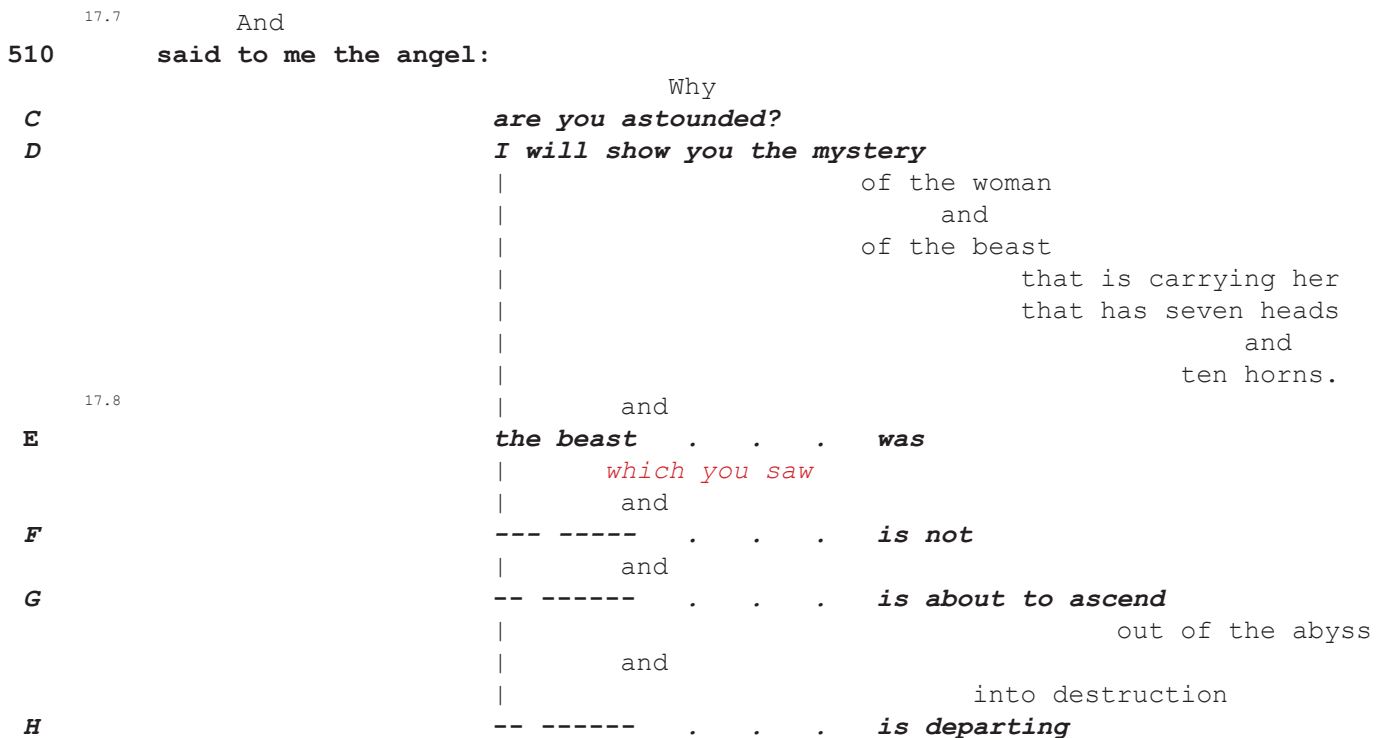 17.7 And
510 said to me the angel:
Why
C are you astounded?
D I will show you the mystery
| of the woman
| and
| of the beast
| that is carrying her
| that has seven heads
| and
| ten horns.
17.8 | and
E the beast . . . was
| which you saw
| and
F --- ----- . . . is not
| and
G -- ------ . . . is about to ascend
| out of the abyss
| and
| into destruction
H -- ------ . . . is departing